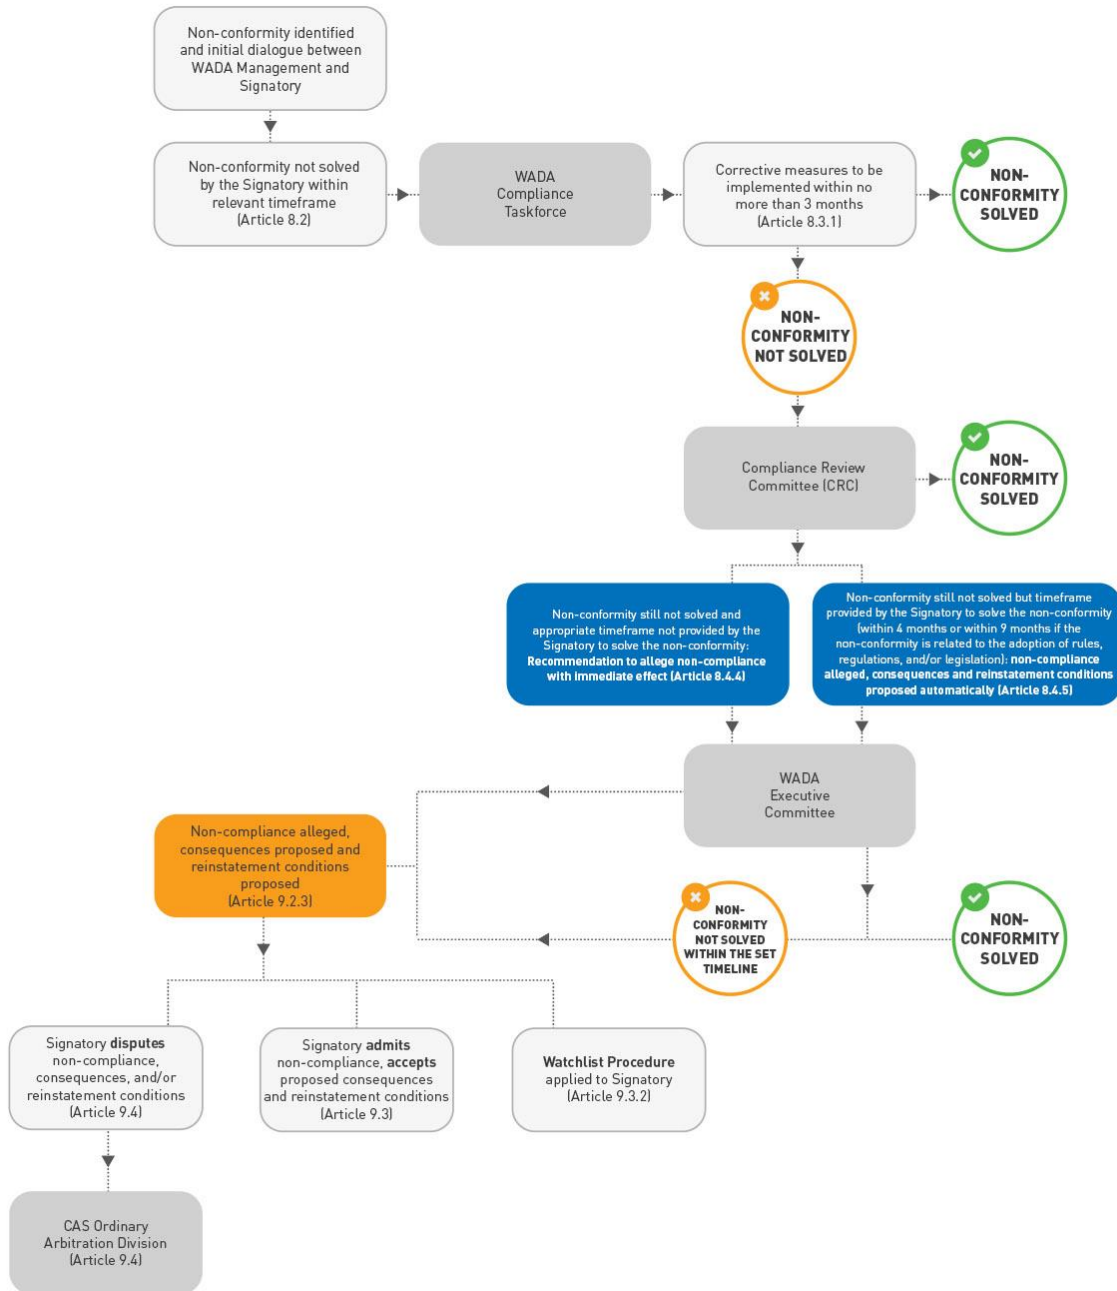 Non-conformity identified
and initial dialogue between
WADA Management and
Signatory
Non-conformity not solved
by the Signatory within
relevant timeframe
(Article 8.2)
WADA
Compliance
Taskforce
Corrective measures to be
implemented within no
more than 3 months
(Article 8.3.1)
NON-
CONFORMITY
SOLVED
NON-
CONFORMITY
NOT SOLVED
Compliance Review
Committee (CRC)
NON-
CONFORMITY
SOLVED
Non-conformity still not solved and
appropriate timeframe not provided by the
Signatory to solve the non-conformity:
Recommendation to allege non-compliance
with immediate effect (Article 8.4.4)
Non-conformity still not solved but timeframe
provided by the Signatory to solve the non-conformity
(within 4 months or within 9 months if the
non-conformity is related to the adoption of rules,
regulations, and/or legislation): non-compliance
alleged, consequences and reinstatement conditions
proposed automatically (Article 8.4.5)
WADA
Executive
Committee
Non-compliance alleged,
consequences proposed and
reinstatement conditions
proposed
(Article 9.2.3)
NON-
CONFORMITY
NOT SOLVED
WITHIN THE SET
TIMELINE
NON-
CONFORMITY
SOLVED
Signatory disputes
non-compliance,
consequences, and/or
reinstatement conditions
(Article 9.4)
Signatory admits
non-compliance, accepts
proposed consequences
and reinstatement conditions
(Article 9.3)
Watchlist Procedure
applied to Signatory
(Article 9.3.2)
CAS Ordinary
Arbitration Division
(Article 9.4)